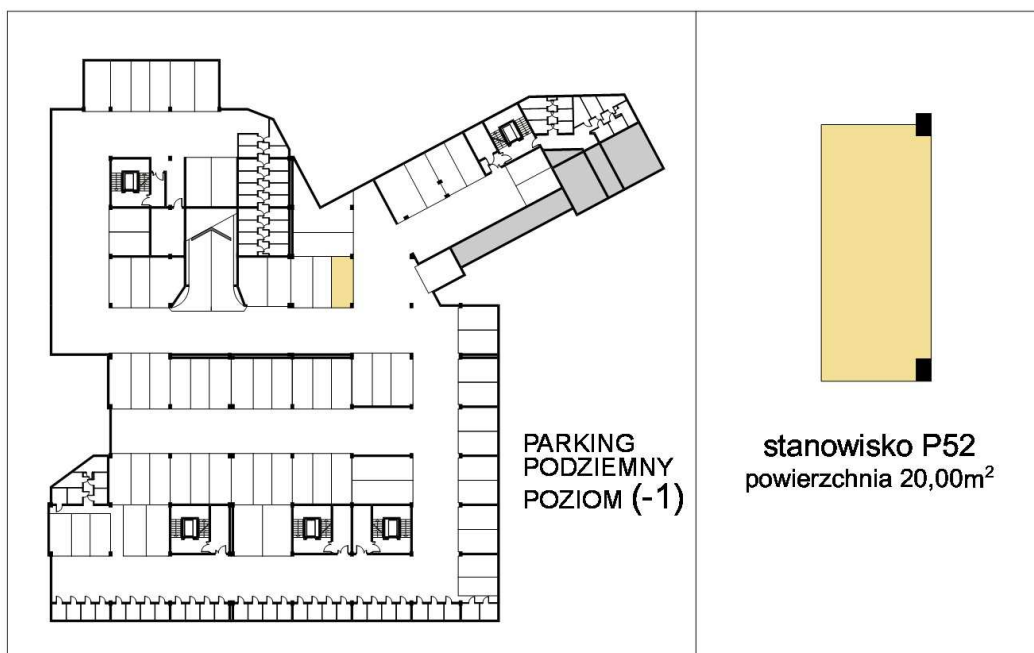 PARKING
PODZIEMNY
POZIOM (-1)
stanowisko P52
powierzchnia 20,00m²